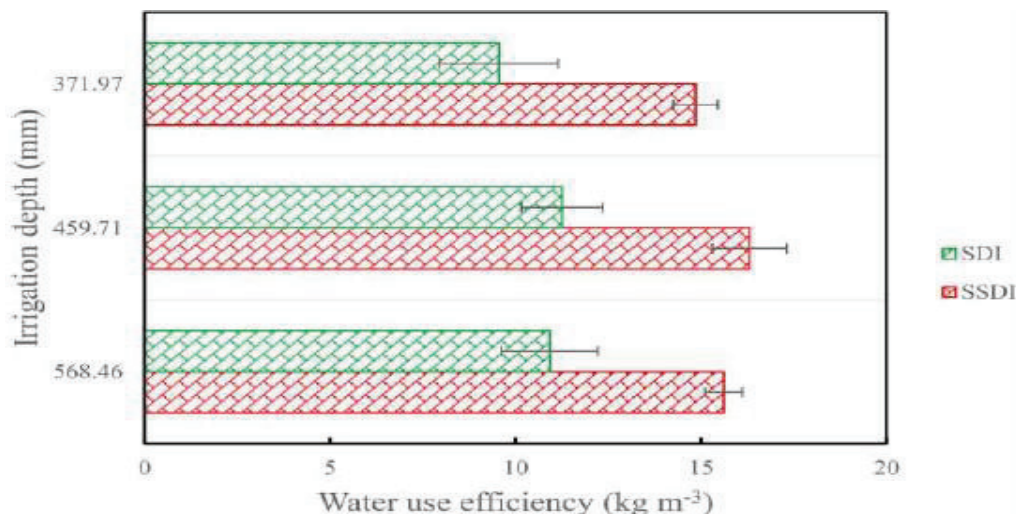 Irrigation depth (mm)
371.97
459.71
568.46
0 5 10 15 20
Water use efficiency (kg m⁻³)
SDI
SSDI